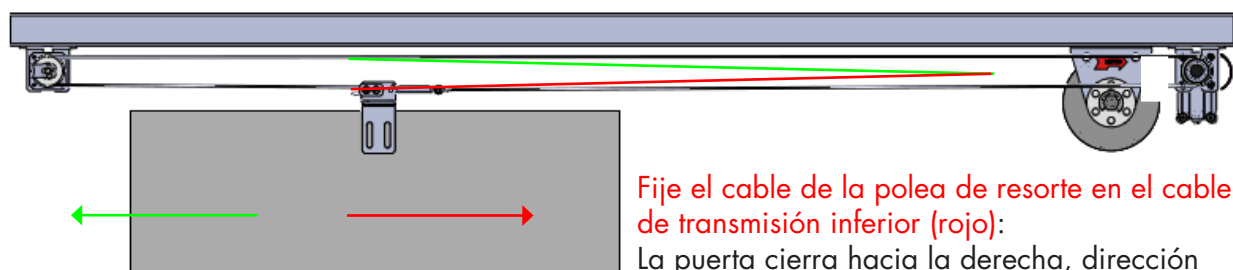 Fije el cable de la polea de resorte en el cable
de transmisión inferior (rojo):
La puerta cierra hacia la derecha, dirección